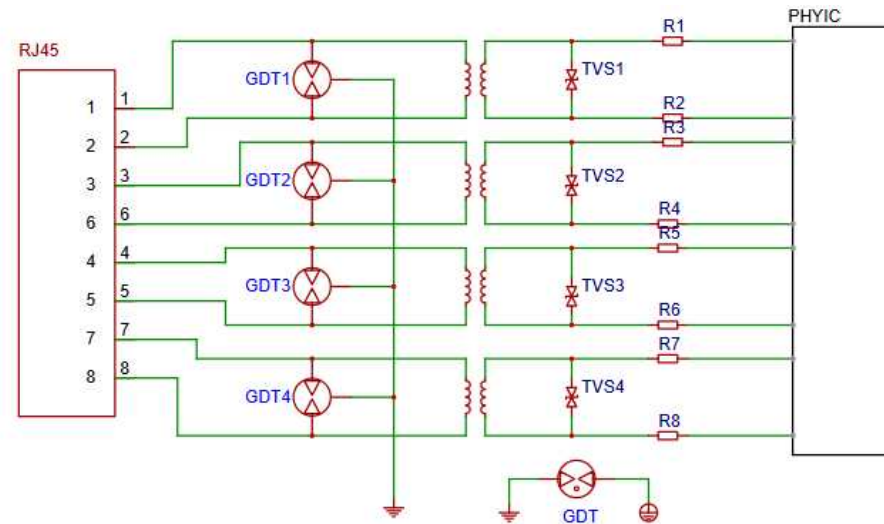 PHYIC
R1
RJ45
GDT1
TVS1
1 1
R2
2 2
R3
3 3
GDT2
TVS2
6 6
R4
R5
4 4
GDT3
TVS3
5 5
R6
7 7
R7
8 8
GDT4
TVS4
R8
GDT